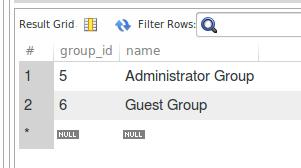 Result Grid Filter Rows:
# group_id name
1 5 Administrator Group
2 6 Guest Group
* NULL NULL